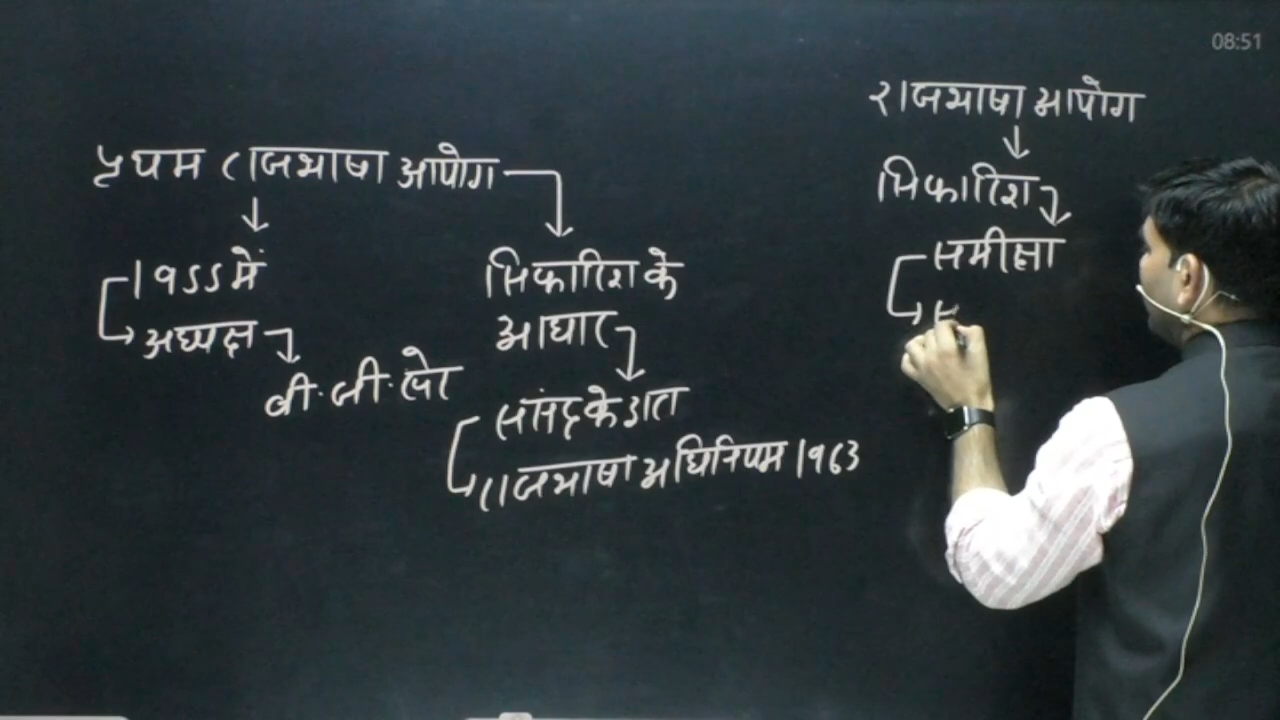 08:51
प्रथम राजभाषा आयोग
1955 में
अध्यक्ष
बी.जी.खेर
सिफारिश के
आधार
संसद के द्वारा
राजभाषा अधिनियम 1963
राजभाषा आयोग
सिफारिश
समीक्षा